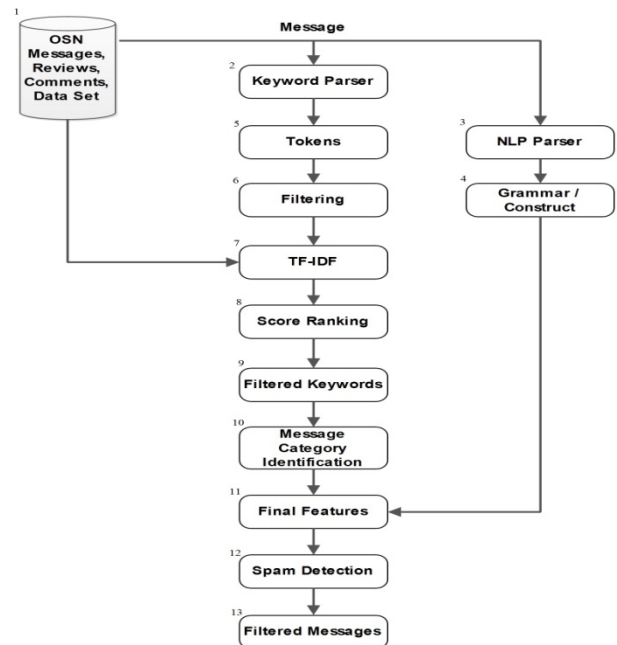 1
OSN
Messages,
Reviews,
Comments,
Data Set
Message
2
Keyword Parser
3
NLP Parser
4
Grammar /
Construct
5
Tokens
6
Filtering
7
TF-IDF
8
Score Ranking
9
Filtered Keywords
10
Message
Category
Identification
11
Final Features
12
Spam Detection
13
Filtered Messages